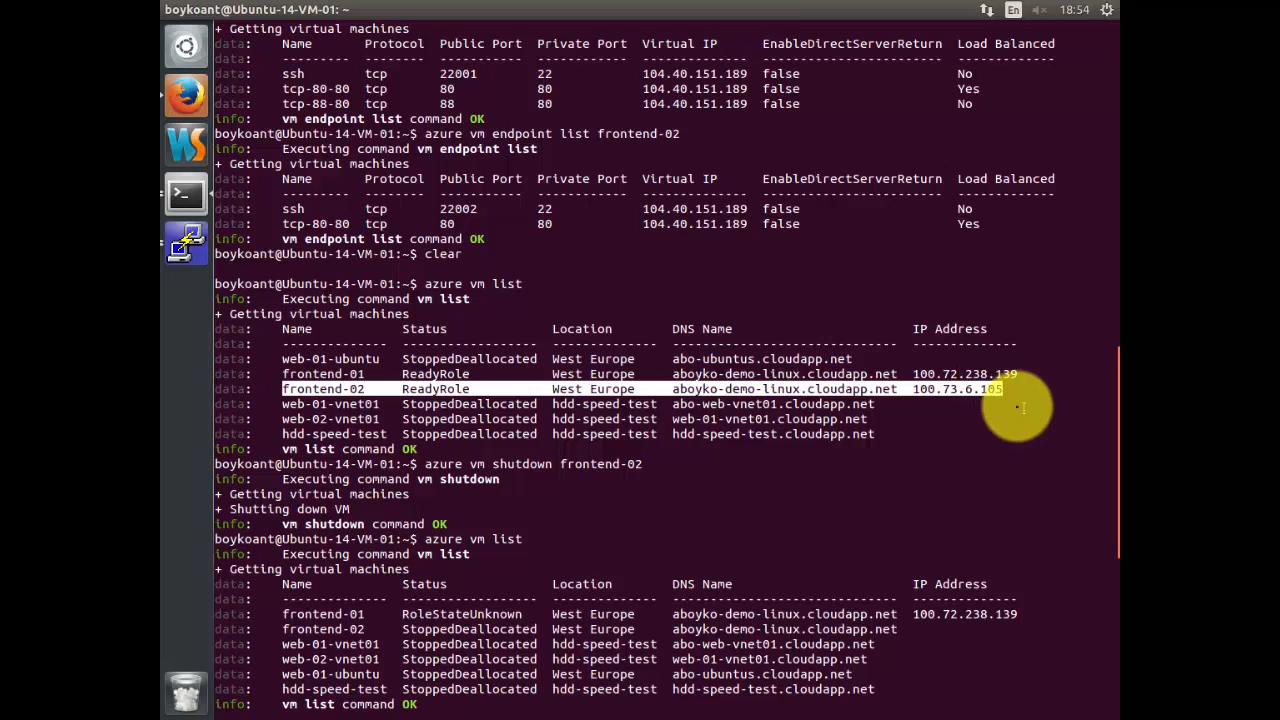 boykoant@Ubuntu-14-VM-01: ~ En 18:54
+ Getting virtual machines
data: Name Protocol Public Port Private Port Virtual IP EnableDirectServerReturn Load Balanced
data: --------- -------- ----------- ------------ -------------- ------------------------ -------------
data: ssh tcp 22001 22 104.40.151.189 false No
data: tcp-80-80 tcp 80 80 104.40.151.189 false Yes
data: tcp-88-80 tcp 88 80 104.40.151.189 false No
info: vm endpoint list command OK
boykoant@Ubuntu-14-VM-01:~$ azure vm endpoint list frontend-02
info: Executing command vm endpoint list
+ Getting virtual machines
data: Name Protocol Public Port Private Port Virtual IP EnableDirectServerReturn Load Balanced
data: --------- -------- ----------- ------------ -------------- ------------------------ -------------
data: ssh tcp 22002 22 104.40.151.189 false No
data: tcp-80-80 tcp 80 80 104.40.151.189 false Yes
info: vm endpoint list command OK
boykoant@Ubuntu-14-VM-01:~$ clear
boykoant@Ubuntu-14-VM-01:~$ azure vm list
info: Executing command vm list
+ Getting virtual machines
data: Name Status Location DNS Name IP Address
data: -------------- ------------------ -------------- ------------------------------ --------------
data: web-01-ubuntu StoppedDeallocated West Europe abo-ubuntus.cloudapp.net
data: frontend-01 ReadyRole West Europe aboyko-demo-linux.cloudapp.net 100.72.238.139
data: frontend-02 ReadyRole West Europe aboyko-demo-linux.cloudapp.net 100.73.6.105
data: web-01-vnet01 StoppedDeallocated hdd-speed-test abo-web-vnet01.cloudapp.net
data: web-02-vnet01 StoppedDeallocated hdd-speed-test web-01-vnet01.cloudapp.net
data: hdd-speed-test StoppedDeallocated hdd-speed-test hdd-speed-test.cloudapp.net
info: vm list command OK
boykoant@Ubuntu-14-VM-01:~$ azure vm shutdown frontend-02
info: Executing command vm shutdown
+ Getting virtual machines
+ Shutting down VM
info: vm shutdown command OK
boykoant@Ubuntu-14-VM-01:~$ azure vm list
info: Executing command vm list
+ Getting virtual machines
data: Name Status Location DNS Name IP Address
data: -------------- ------------------ -------------- ------------------------------ --------------
data: frontend-01 RoleStateUnknown West Europe aboyko-demo-linux.cloudapp.net 100.72.238.139
data: frontend-02 StoppedDeallocated West Europe aboyko-demo-linux.cloudapp.net
data: web-01-vnet01 StoppedDeallocated hdd-speed-test abo-web-vnet01.cloudapp.net
data: web-02-vnet01 StoppedDeallocated hdd-speed-test web-01-vnet01.cloudapp.net
data: web-01-ubuntu StoppedDeallocated West Europe abo-ubuntus.cloudapp.net
data: hdd-speed-test StoppedDeallocated hdd-speed-test hdd-speed-test.cloudapp.net
info: vm list command OK